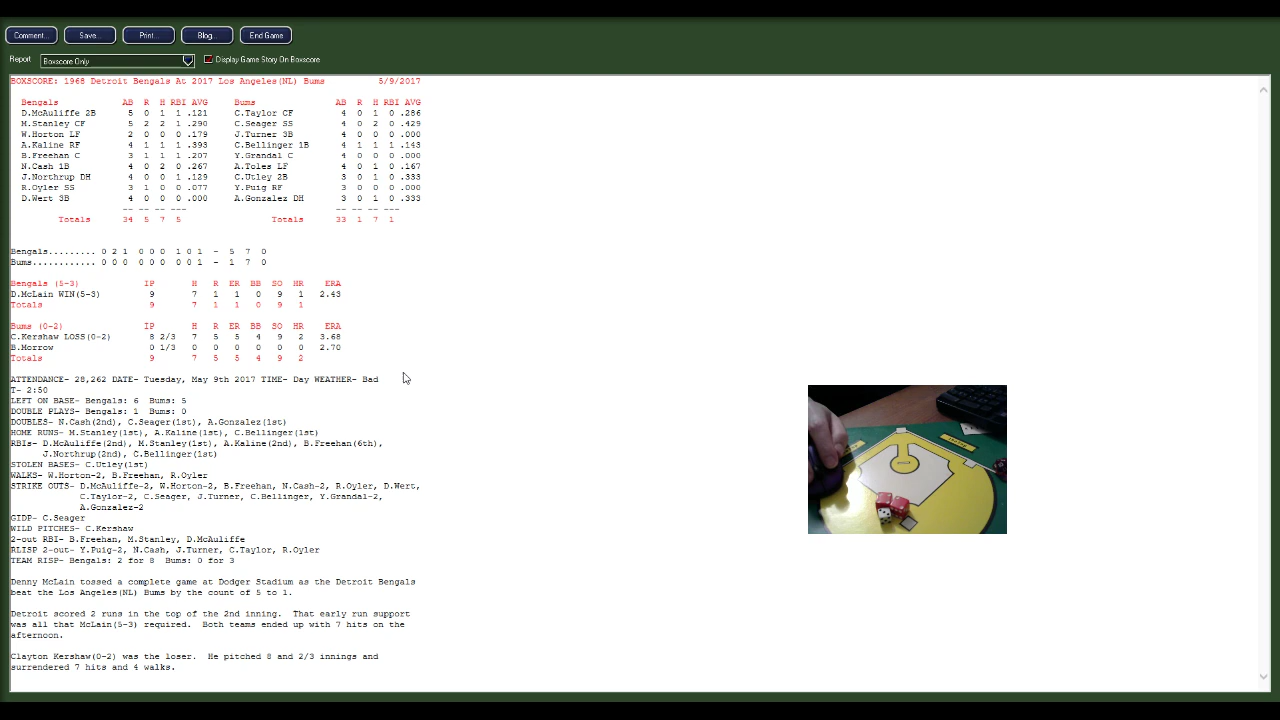 Comment... Save... Print... Blog... End Game
Report Boxscore Only Display Game Story On Boxscore
BOXSCORE: 1968 Detroit Bengals At 2017 Los Angeles(NL) Bums 5/9/2017
Bengals AB R H RBI AVG Bums AB R H RBI AVG
D.McAuliffe 2B 5 0 1 1 .121 C.Taylor CF 4 0 1 0 .286
M.Stanley CF 5 2 2 1 .290 C.Seager SS 4 0 2 0 .429
W.Horton LF 2 0 0 0 .179 J.Turner 3B 4 0 0 0 .000
A.Kaline RF 4 1 1 1 .393 C.Bellinger 1B 4 1 1 1 .143
B.Freehan C 3 1 1 1 .207 Y.Grandal C 4 0 0 0 .000
N.Cash 1B 4 0 2 0 .267 A.Toles LF 4 0 1 0 .167
J.Northrup DH 4 0 0 1 .129 C.Utley 2B 3 0 1 0 .333
R.Oyler SS 3 1 0 0 .077 Y.Puig RF 3 0 0 0 .000
D.Wert 3B 4 0 0 0 .000 A.Gonzalez DH 3 0 1 0 .333
-- -- -- --- -- -- -- ---
Totals 34 5 7 5 Totals 33 1 7 1
Bengals......... 0 2 1 0 0 0 1 0 1 - 5 7 0
Bums............ 0 0 0 0 0 0 0 0 1 - 1 7 0
Bengals (5-3) IP H R ER BB SO HR ERA
D.McLain WIN(5-3) 9 7 1 1 0 9 1 2.43
Totals 9 7 1 1 0 9 1
Bums (0-2) IP H R ER BB SO HR ERA
C.Kershaw LOSS(0-2) 8 2/3 7 5 5 4 9 2 3.68
B.Morrow 0 1/3 0 0 0 0 0 0 2.70
Totals 9 7 5 5 4 9 2
ATTENDANCE- 28,262 DATE- Tuesday, May 9th 2017 TIME- Day WEATHER- Bad
T- 2:50
LEFT ON BASE- Bengals: 6 Bums: 5
DOUBLE PLAYS- Bengals: 1 Bums: 0
DOUBLES- N.Cash(2nd), C.Seager(1st), A.Gonzalez(1st)
HOME RUNS- M.Stanley(1st), A.Kaline(1st), C.Bellinger(1st)
RBIs- D.McAuliffe(2nd), M.Stanley(1st), A.Kaline(2nd), B.Freehan(6th),
J.Northrup(2nd), C.Bellinger(1st)
STOLEN BASES- C.Utley(1st)
WALKS- W.Horton-2, B.Freehan, R.Oyler
STRIKE OUTS- D.McAuliffe-2, W.Horton-2, B.Freehan, N.Cash-2, R.Oyler, D.Wert,
C.Taylor-2, C.Seager, J.Turner, C.Bellinger, Y.Grandal-2,
A.Gonzalez-2
GIDP- C.Seager
WILD PITCHES- C.Kershaw
2-out RBI- B.Freehan, M.Stanley, D.McAuliffe
RLISP 2-out- Y.Puig-2, N.Cash, J.Turner, C.Taylor, R.Oyler
TEAM RISP- Bengals: 2 for 8 Bums: 0 for 3
Denny McLain tossed a complete game at Dodger Stadium as the Detroit Bengals
beat the Los Angeles(NL) Bums by the count of 5 to 1.
Detroit scored 2 runs in the top of the 2nd inning. That early run support
was all that McLain(5-3) required. Both teams ended up with 7 hits on the
afternoon.
Clayton Kershaw(0-2) was the loser. He pitched 8 and 2/3 innings and
surrendered 7 hits and 4 walks.